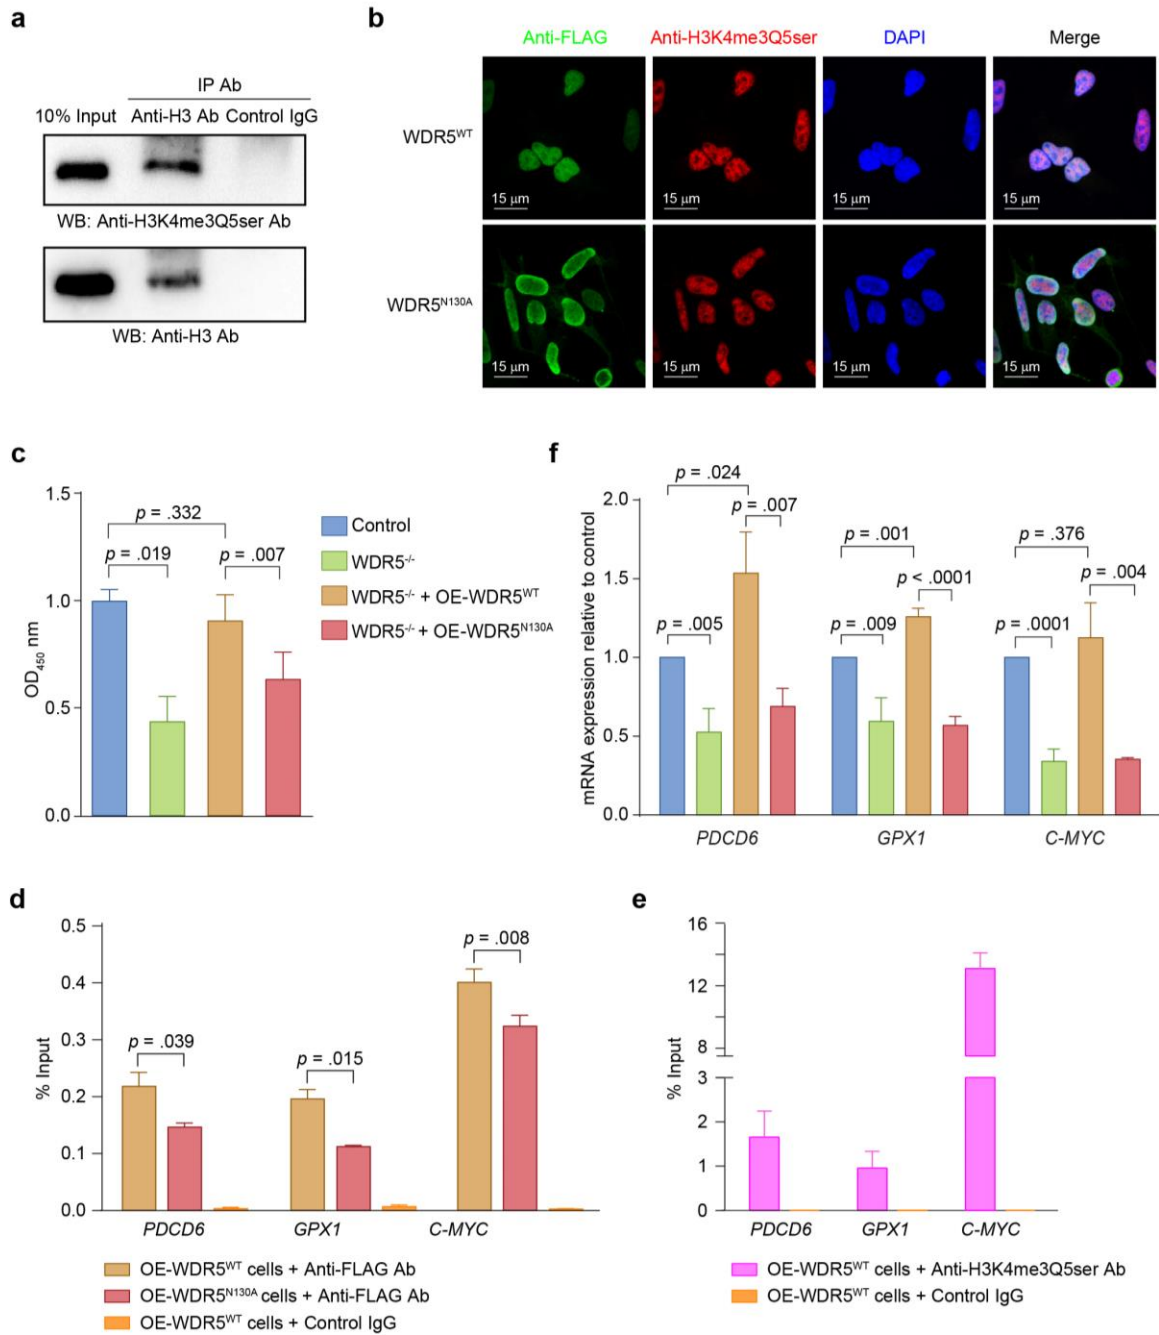 a
IP Ab
10% Input Anti-H3 Ab Control IgG
WB: Anti-H3K4me3Q5ser Ab
WB: Anti-H3 Ab
b
Anti-FLAG Anti-H3K4me3Q5ser DAPI Merge
WDR5WT
15 µm 15 µm 15 µm 15 µm
WDR5N130A
15 µm 15 µm 15 µm 15 µm
c
1.5
1.0
0.5
0.0
OD450 nm
p = .332
p = .019 p = .007
Control
WDR5-/-
WDR5-/- + OE-WDR5WT
WDR5-/- + OE-WDR5N130A
f
2.0
1.5
1.0
0.5
0.0
mRNA expression relative to control
p = .024
p = .007
p = .005
p = .001
p < .0001
p = .009
p = .376
p = .004
p = .0001
PDCD6 GPX1 C-MYC
d
0.5
0.4
0.3
0.2
0.1
0.0
% Input
p = .039
p = .015
p = .008
PDCD6 GPX1 C-MYC
OE-WDR5WT cells + Anti-FLAG Ab
OE-WDR5N130A cells + Anti-FLAG Ab
OE-WDR5WT cells + Control IgG
e
16
12
8
3
2
1
0
% Input
PDCD6 GPX1 C-MYC
OE-WDR5WT cells + Anti-H3K4me3Q5ser Ab
OE-WDR5WT cells + Control IgG